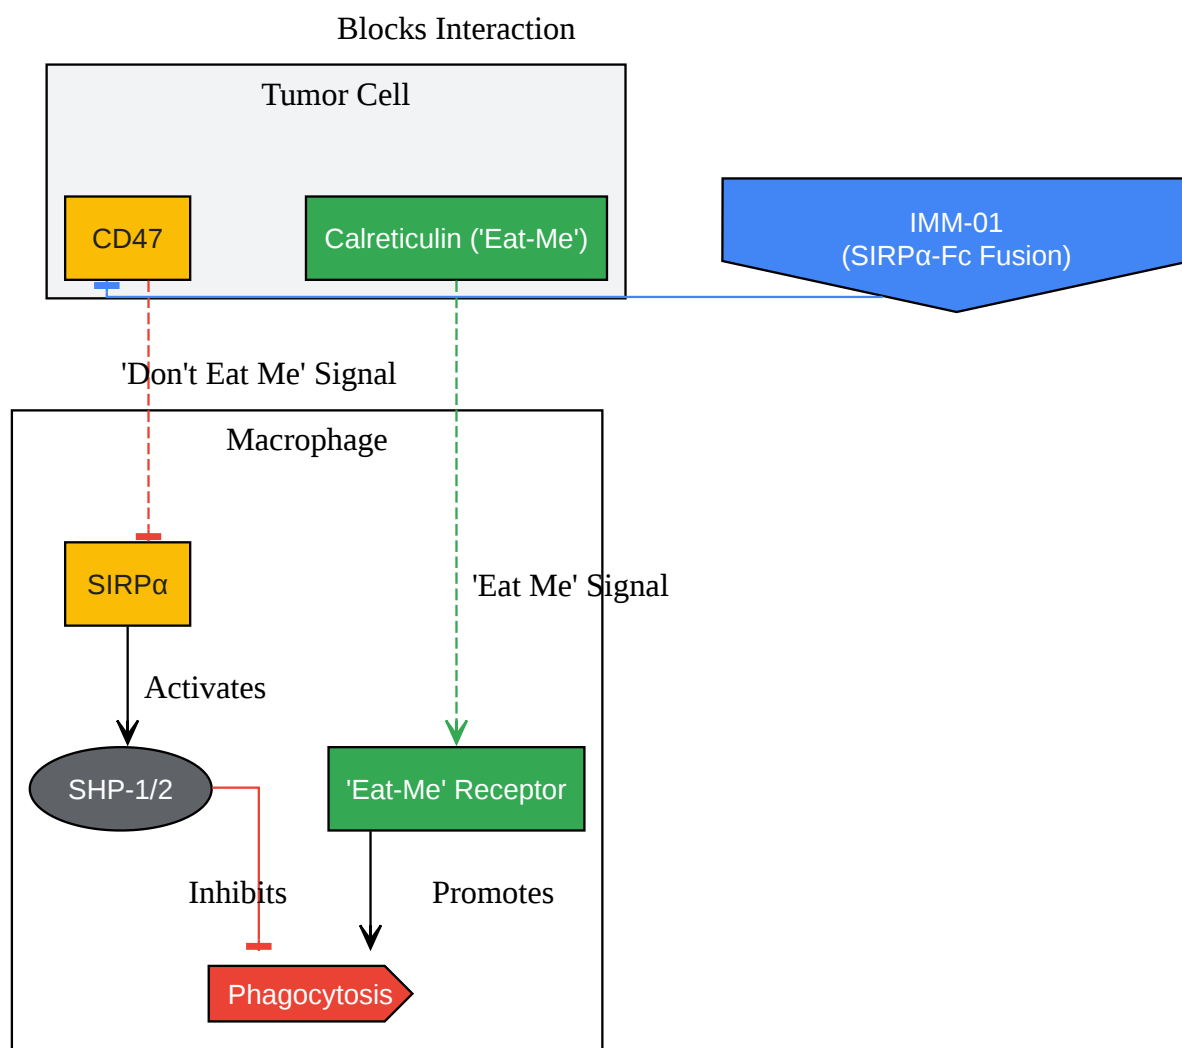 Blocks Interaction
Tumor Cell
CD47
Calreticulin ('Eat-Me')
IMM-01
(SIRPα-Fc Fusion)
'Don't Eat Me' Signal
Macrophage
SIRPα
'Eat Me' Signal
Activates
SHP-1/2
'Eat-Me' Receptor
Inhibits
Promotes
Phagocytosis